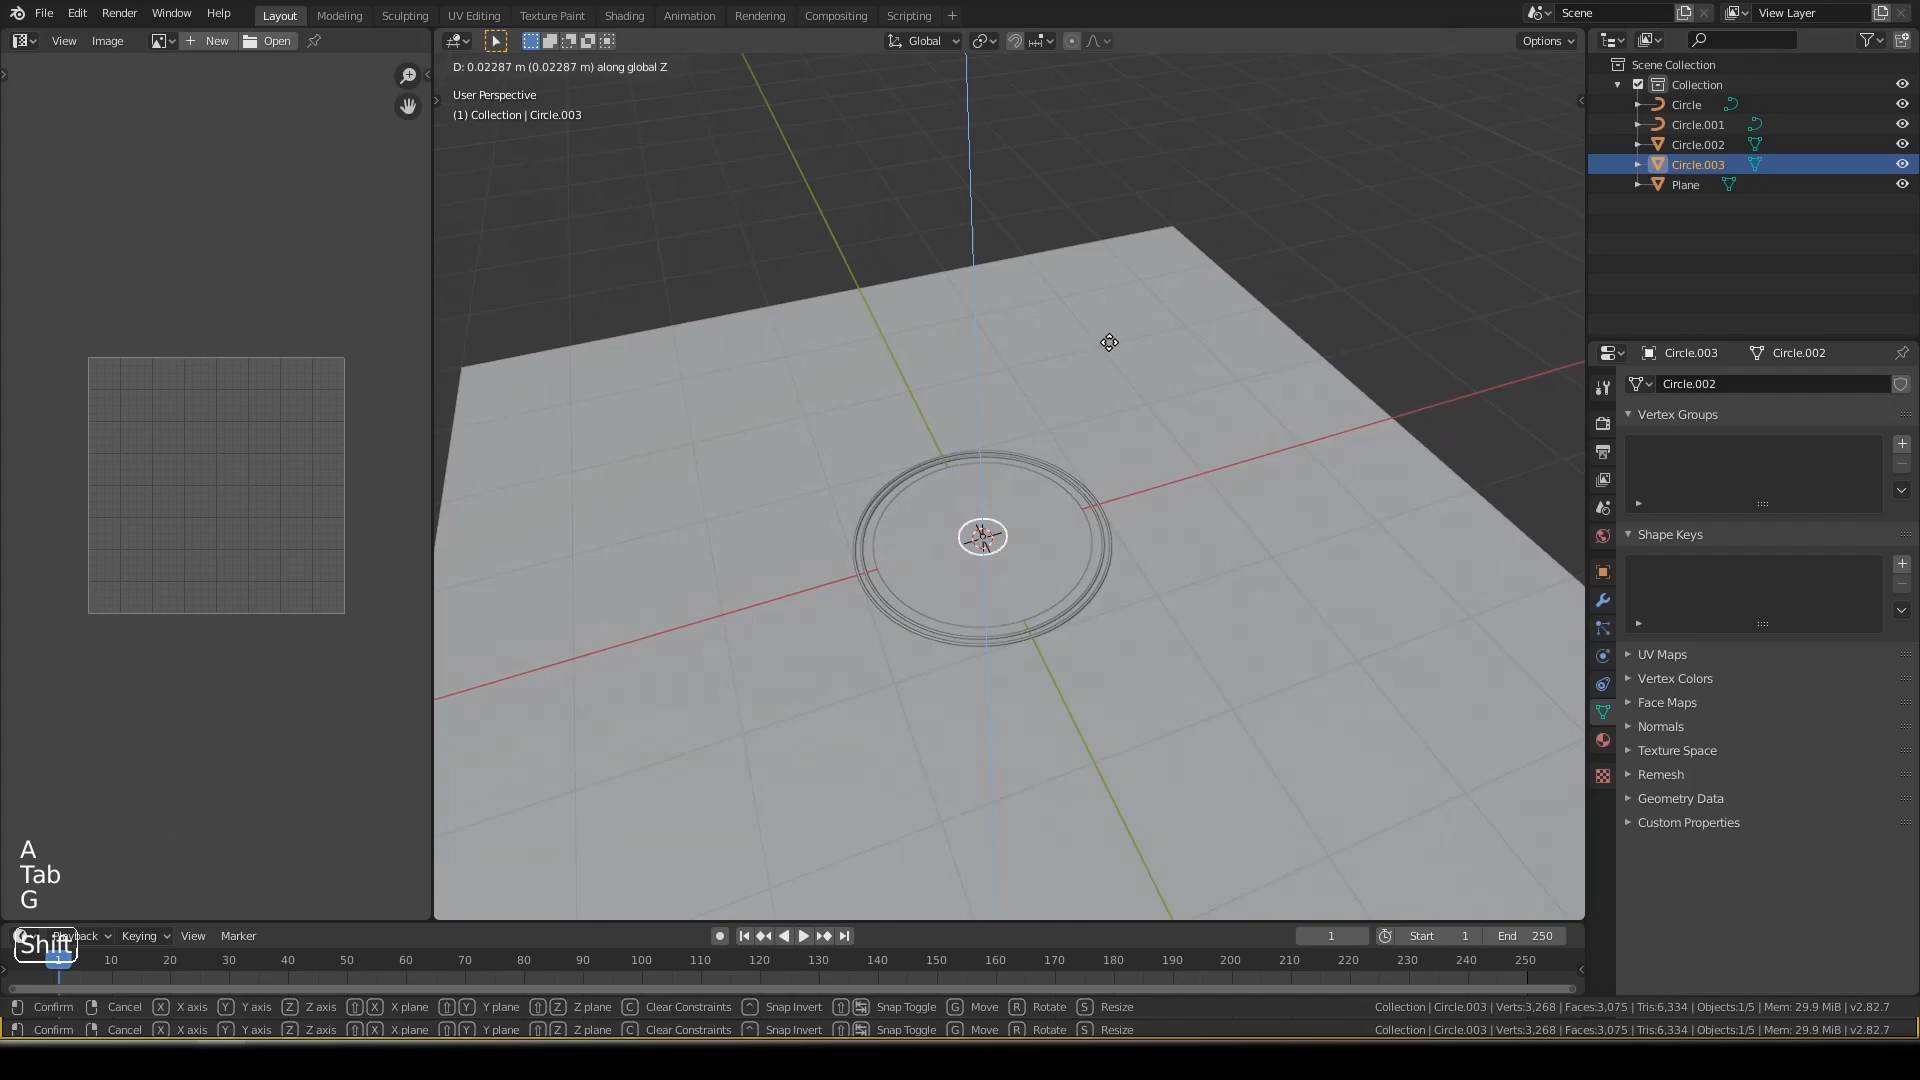 File Edit Render Window Help Layout Modeling Sculpting UV Editing Texture Paint Shading Animation Rendering Compositing Scripting + Scene View Layer
View Image + New Open Global Options
D: 0.02287 m (0.02287 m) along global Z
User Perspective
(1) Collection | Circle.003
Scene Collection
Collection
Circle
Circle.001
Circle.002
Circle.003
Plane
Circle.003 Circle.002
Circle.002
Vertex Groups
Shape Keys
UV Maps
Vertex Colors
Face Maps
Normals
Texture Space
Remesh
Geometry Data
Custom Properties
A
Tab
G
Shift
Keying View Marker 1 Start 1 End 250
1 10 20 30 40 50 60 70 80 90 100 110 120 130 140 150 160 170 180 190 200 210 220 230 240 250
Confirm Cancel X X axis Y Y axis Z Z axis X X plane Y Y plane Z Z plane C Clear Constraints ^ Snap Invert Snap Toggle G Move R Rotate S Resize Collection | Circle.003 | Verts:3,268 | Faces:3,075 | Tris:6,334 | Objects:1/5 | Mem: 29.9 MiB | v2.82.7
Confirm Cancel X X axis Y Y axis Z Z axis X X plane Y Y plane Z Z plane C Clear Constraints ^ Snap Invert Snap Toggle G Move R Rotate S Resize Collection | Circle.003 | Verts:3,268 | Faces:3,075 | Tris:6,334 | Objects:1/5 | Mem: 29.9 MiB | v2.82.7